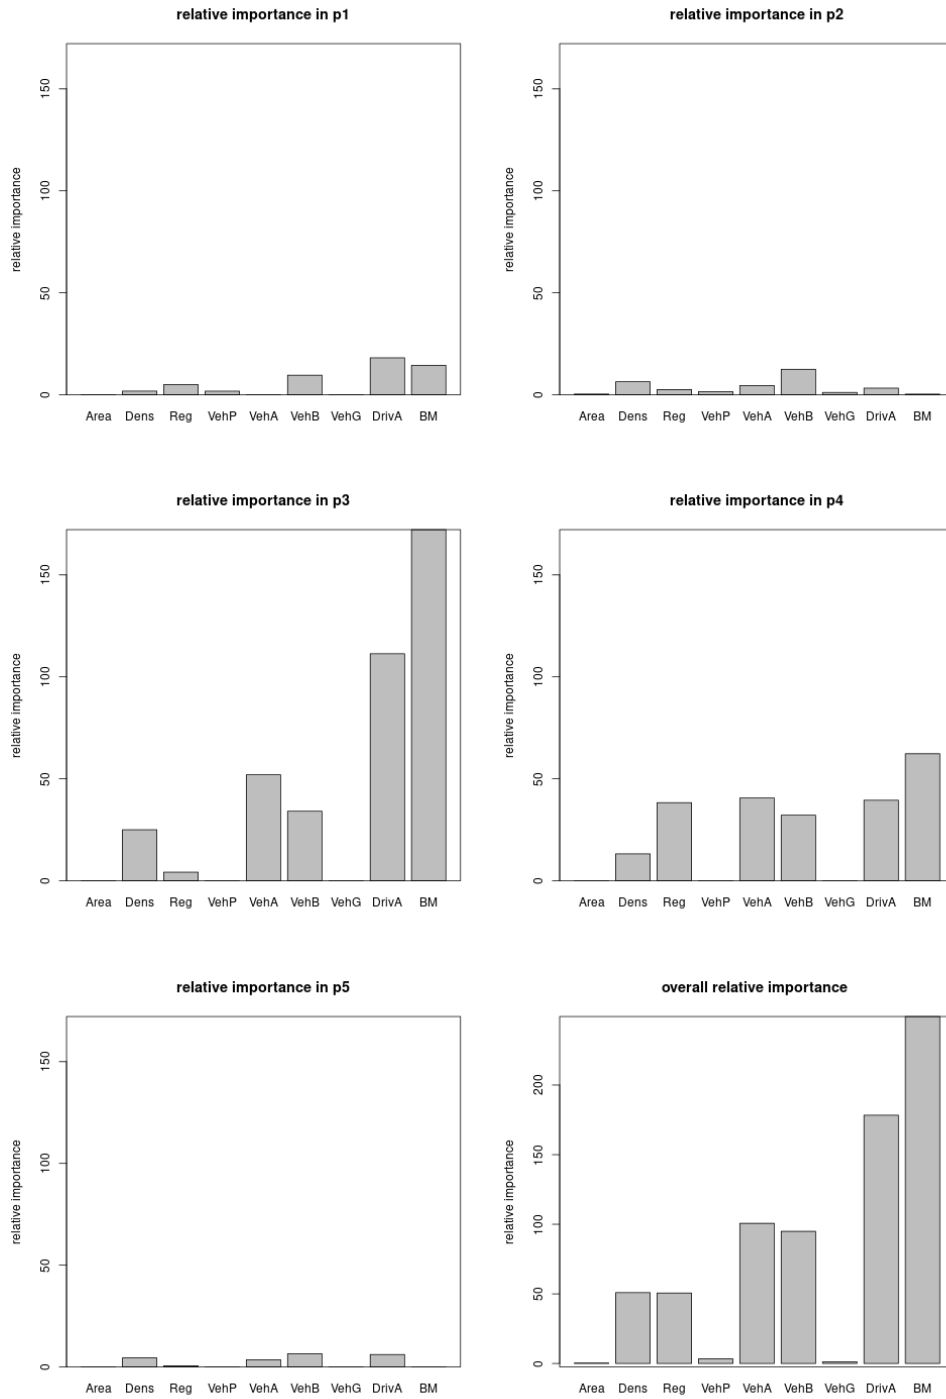 relative importance in p1
relative importance
150
100
50
0
Area Dens Reg VehP VehA VehB VehG DrivA BM
relative importance in p2
relative importance
150
100
50
0
Area Dens Reg VehP VehA VehB VehG DrivA BM
relative importance in p3
relative importance
150
100
50
0
Area Dens Reg VehP VehA VehB VehG DrivA BM
relative importance in p4
relative importance
150
100
50
0
Area Dens Reg VehP VehA VehB VehG DrivA BM
relative importance in p5
relative importance
150
100
50
0
Area Dens Reg VehP VehA VehB VehG DrivA BM
overall relative importance
relative importance
200
150
100
50
0
Area Dens Reg VehP VehA VehB VehG DrivA BM